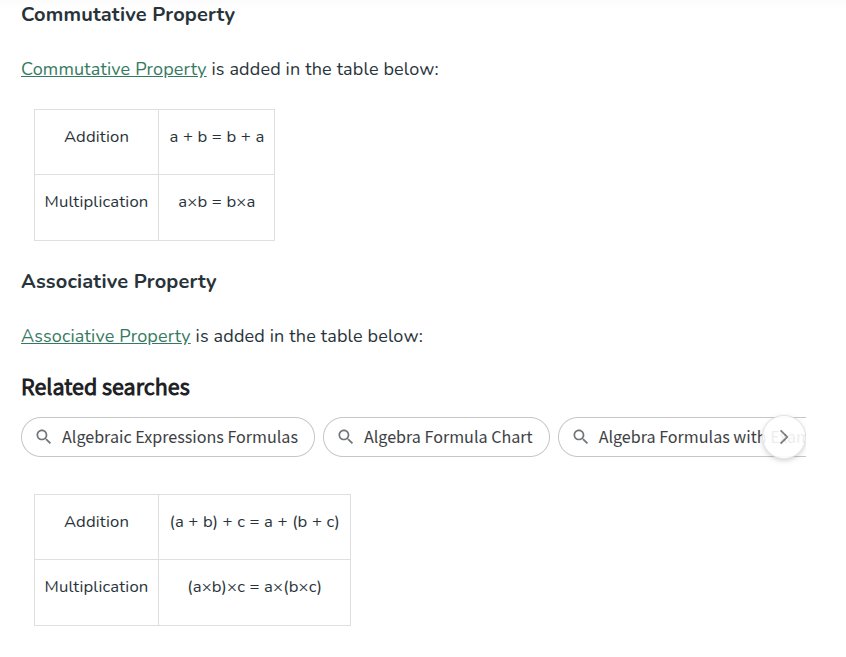 Commutative Property
Commutative Property is added in the table below:
Addition a + b = b + a
Multiplication a×b = b×a
Associative Property
Associative Property is added in the table below:
Related searches
Algebraic Expressions Formulas Algebra Formula Chart Algebra Formulas with
Addition (a + b) + c = a + (b + c)
Multiplication (a×b)×c = a×(b×c)